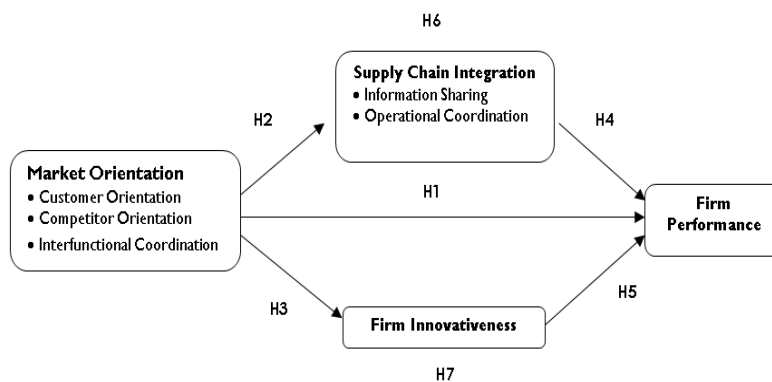 H6
Supply Chain Integration
• Information Sharing
• Operational Coordination
H2
H4
Market Orientation
• Customer Orientation
• Competitor Orientation
• Interfunctional Coordination
H1
Firm
Performance
H3
Firm Innovativeness
H5
H7